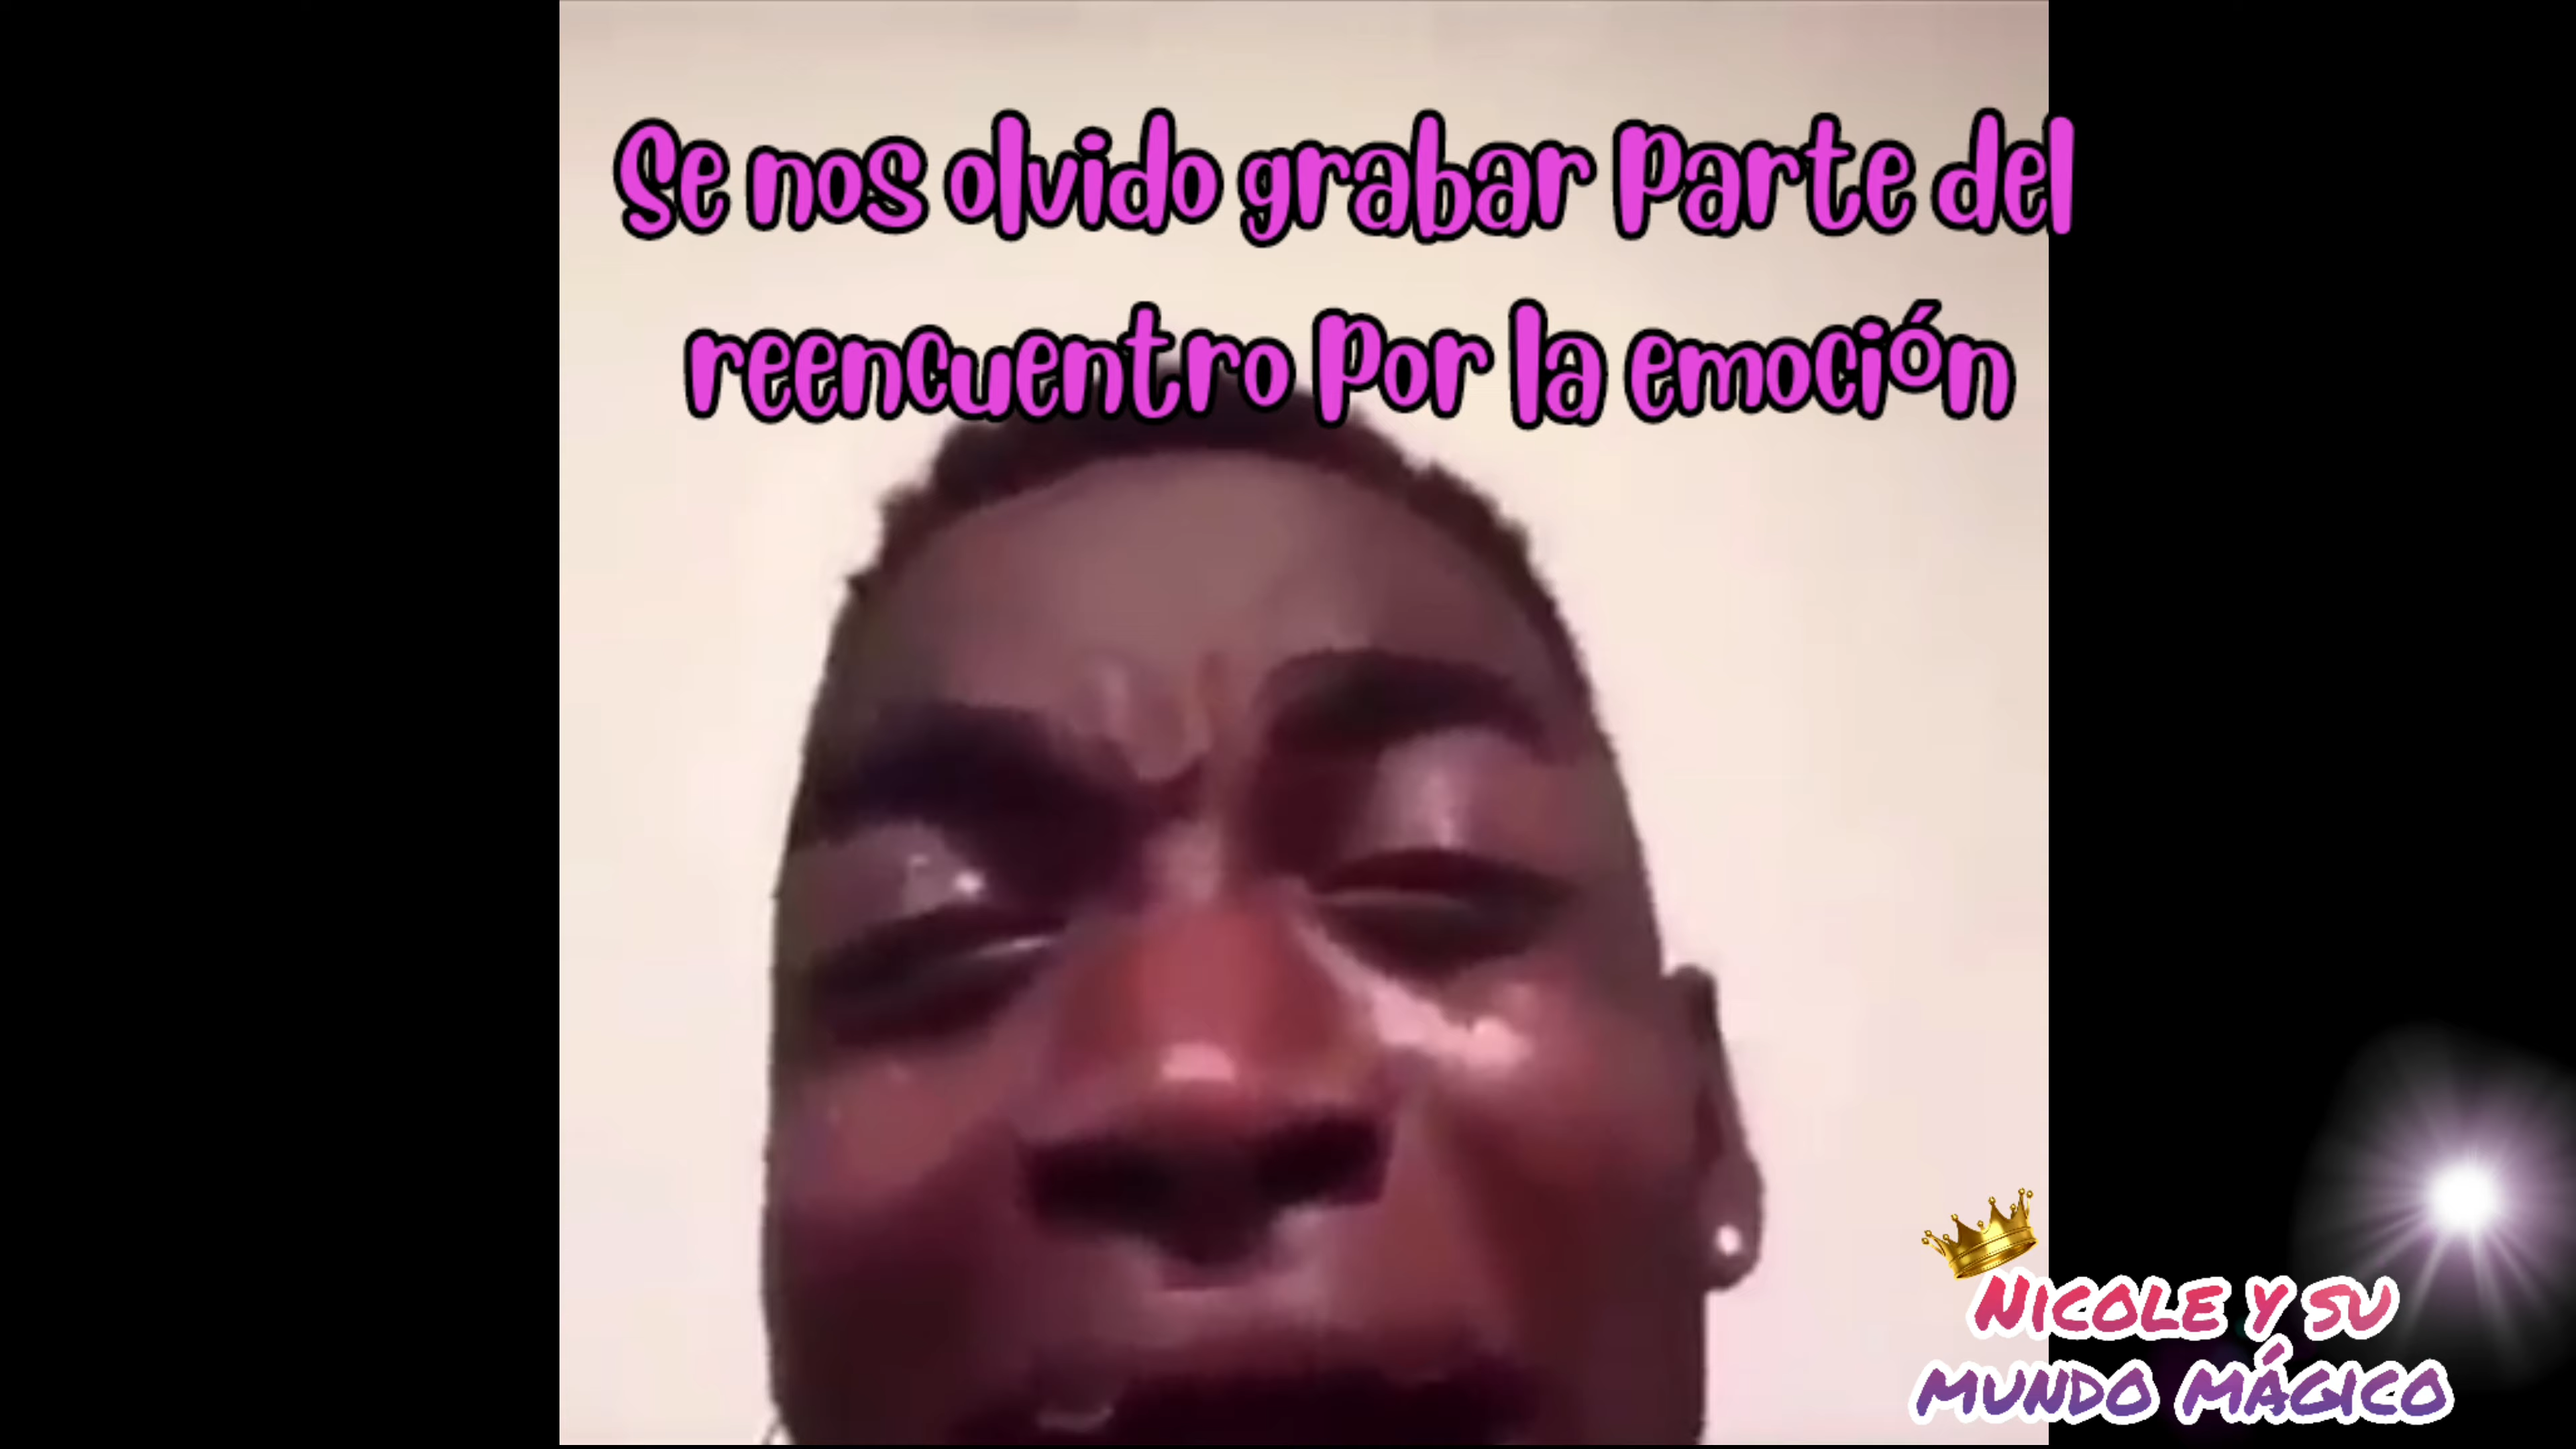 Se nos olvido grabar Parte del
reencuentro Por la emoción
Nicole y su
mundo mágico